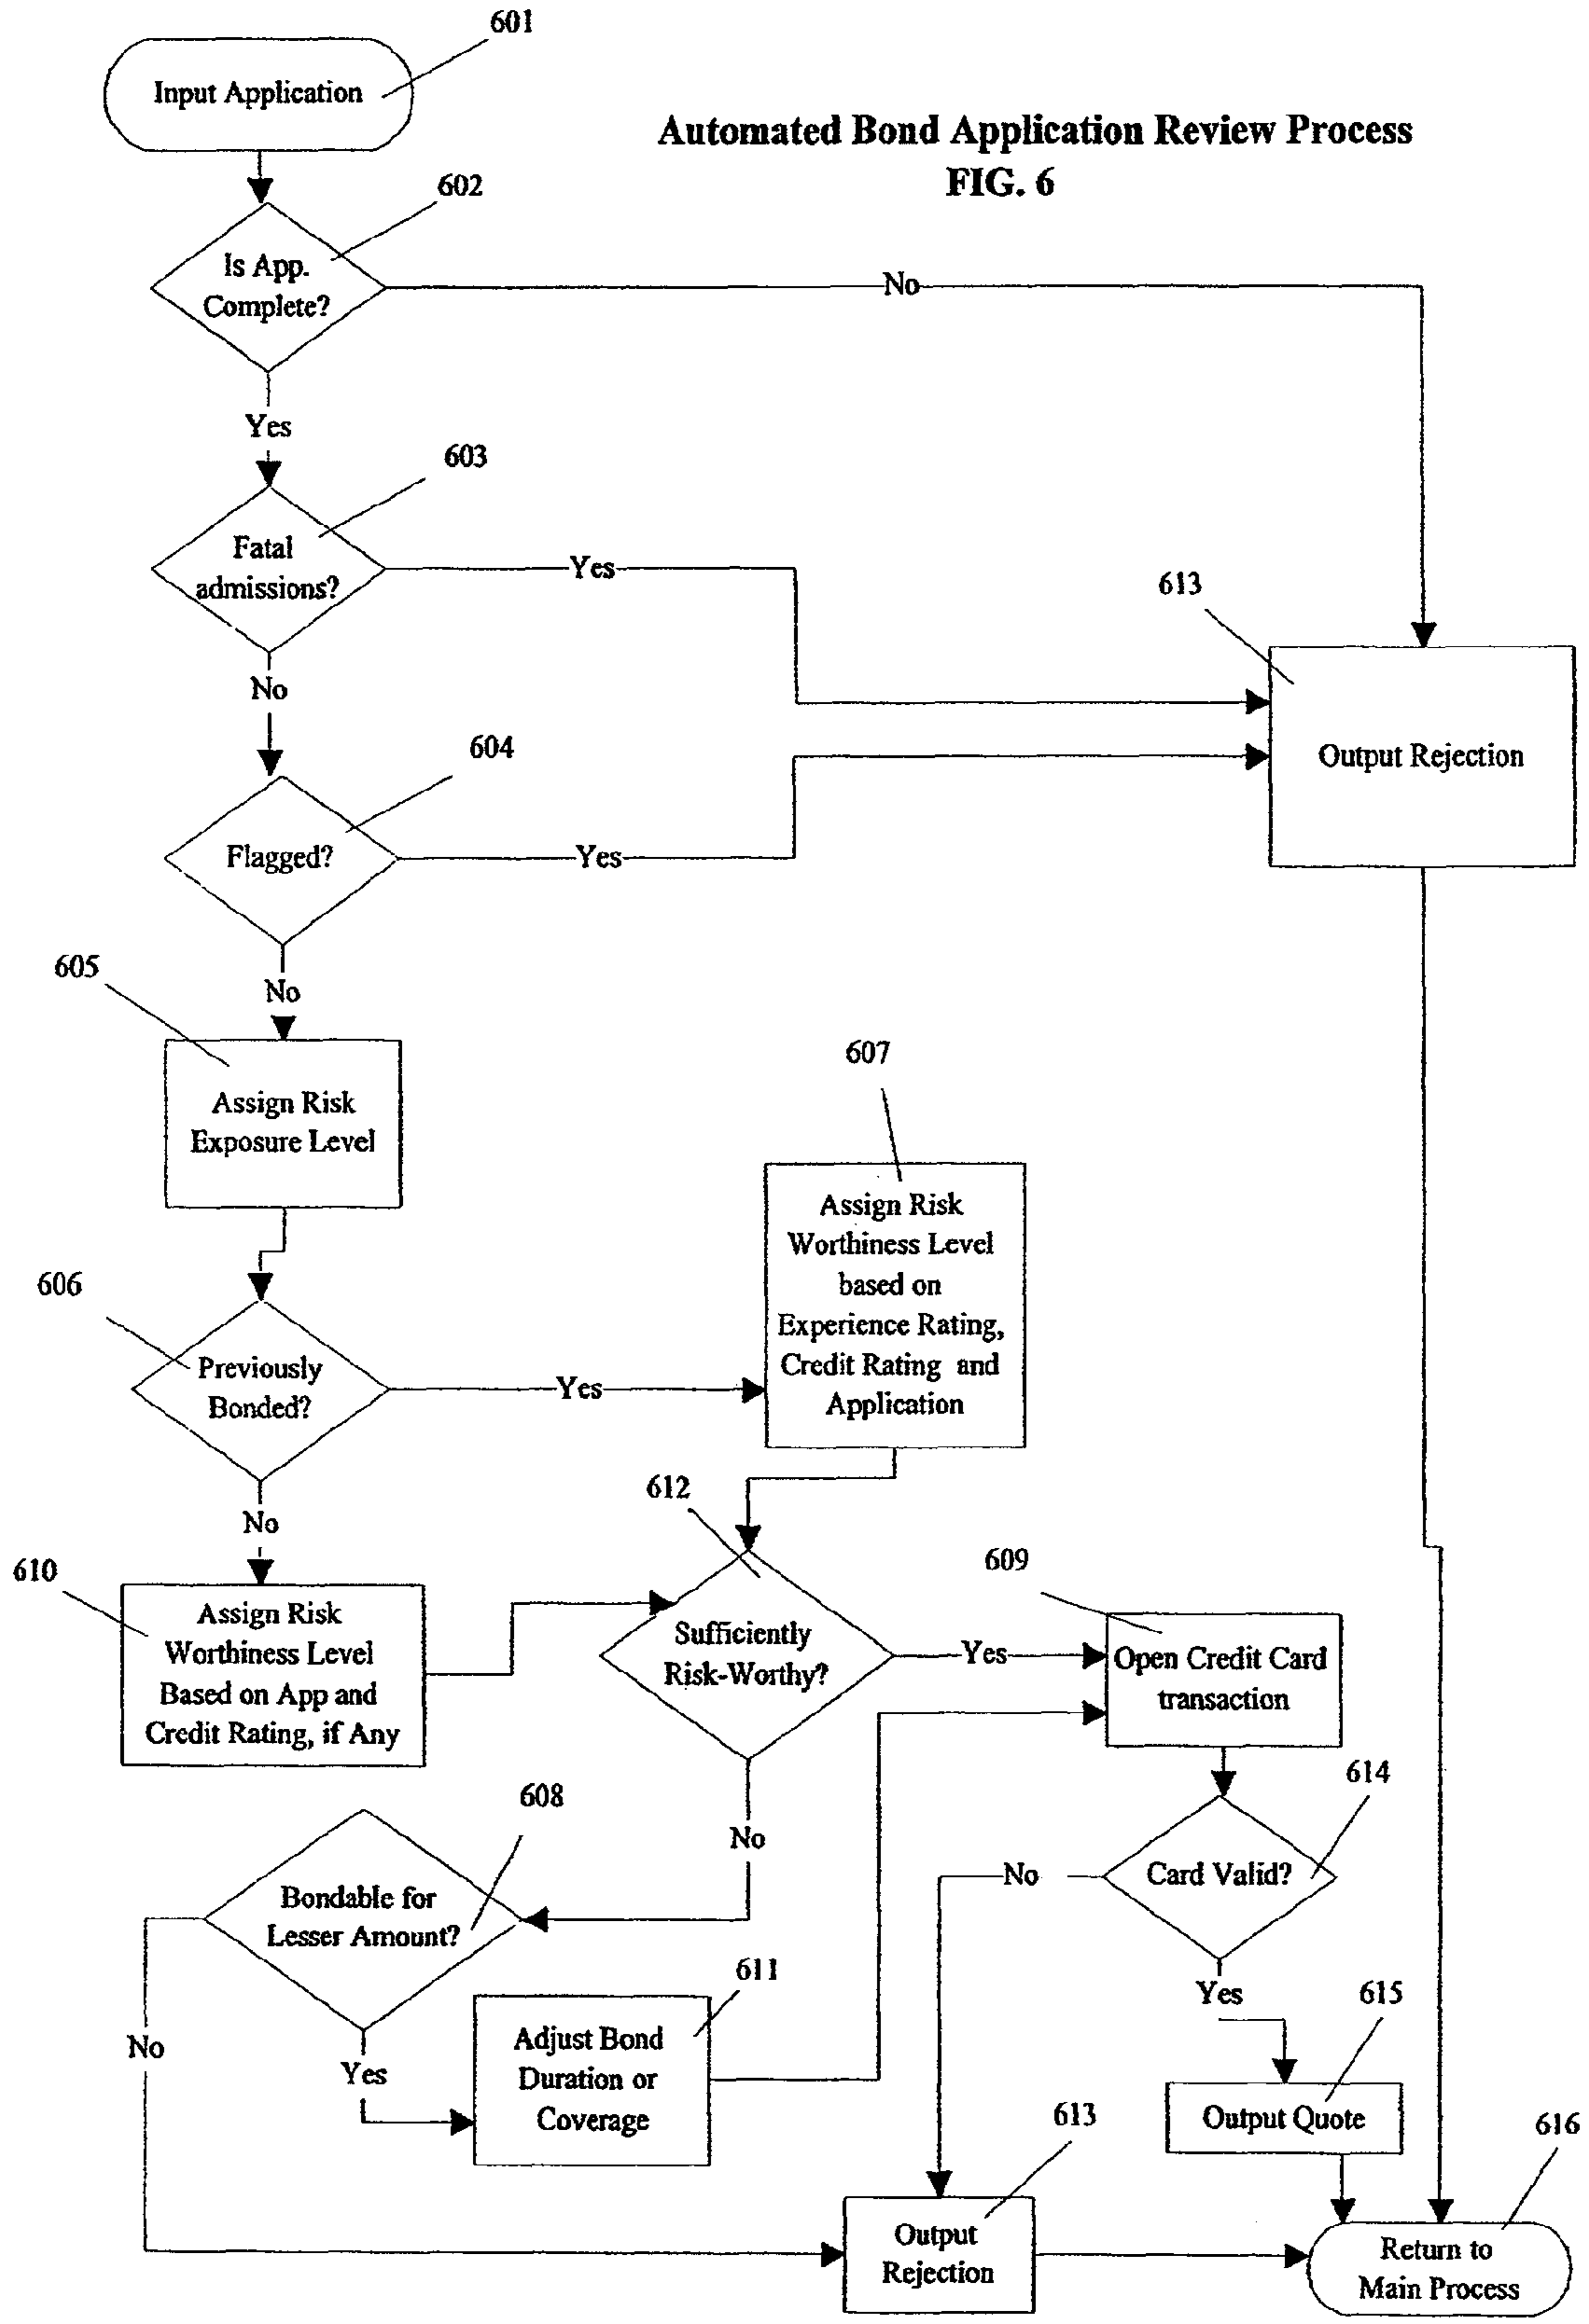 601
Input Application
Automated Bond Application Review Process
FIG. 6
602
Is App.
Complete?
No
Yes
603
Fatal
admissions?
Yes
613
No
604
Output Rejection
Flagged?
Yes
605
No
607
Assign Risk
Exposure Level
Assign Risk
Worthiness Level
based on
Experience Rating,
Credit Rating and
Application
606
Previously
Bonded?
Yes
612
No
609
610
Assign Risk
Worthiness Level
Based on App and
Credit Rating, if Any
Sufficiently
Risk-Worthy?
Yes
Open Credit Card
transaction
614
608
No
Card Valid?
No
Bondable for
Lesser Amount?
611
Yes
615
Adjust Bond
Duration or
Coverage
No
Yes
613
Output Quote
616
Output
Rejection
Return to
Main Process